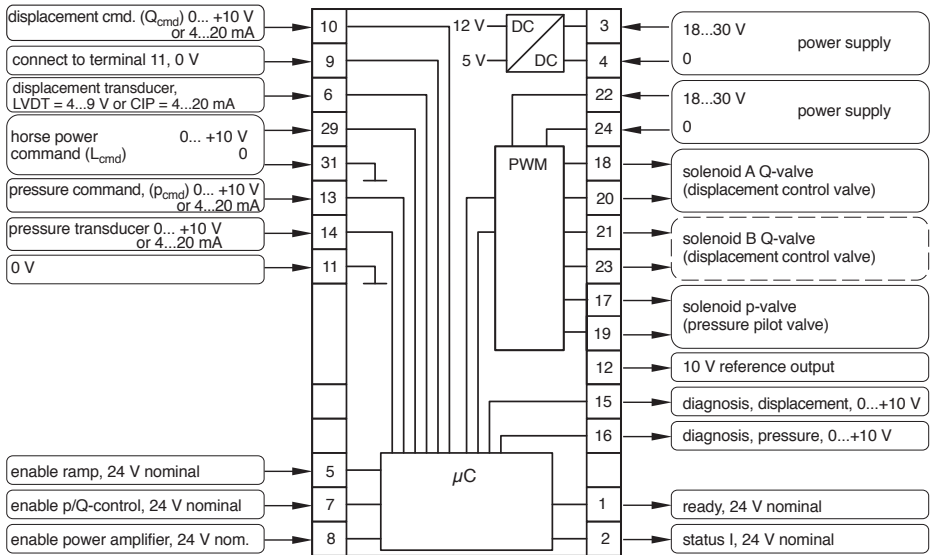 displacement cmd. (Qcmd) 0... +10 V
or 4...20 mA
10
connect to terminal 11, 0 V
9
displacement transducer,
LVDT = 4...9 V or CIP = 4...20 mA
6
horse power 0... +10 V
command (Lcmd) 0
29
31
pressure command, (pcmd) 0... +10 V
or 4...20 mA
13
pressure transducer 0... +10 V
or 4...20 mA
14
0 V
11
enable ramp, 24 V nominal
5
enable p/Q-control, 24 V nominal
7
enable power amplifier, 24 V nom.
8
12 V
5 V
DC
DC
PWM
µC
3
4
18...30 V
power supply
0
22
24
18...30 V
power supply
0
18
20
solenoid A Q-valve
(displacement control valve)
21
23
solenoid B Q-valve
(displacement control valve)
17
19
solenoid p-valve
(pressure pilot valve)
12
10 V reference output
15
diagnosis, displacement, 0...+10 V
16
diagnosis, pressure, 0...+10 V
1
ready, 24 V nominal
2
status I, 24 V nominal